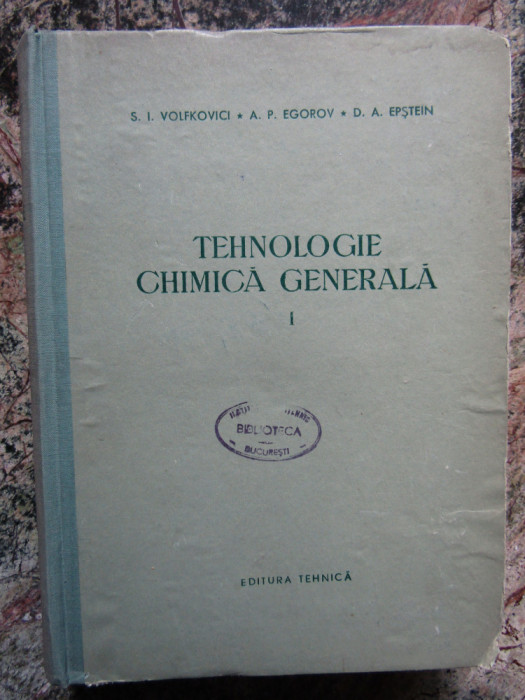 S. I. VOLFKOVICI ★ A. P. EGOROV ★ D. A. EPŞTEIN
TEHNOLOGIE
CHIMICĂ GENERALĂ
I
BIBLIOTECA
BUCUREŞTI
EDITURA TEHNICĂ